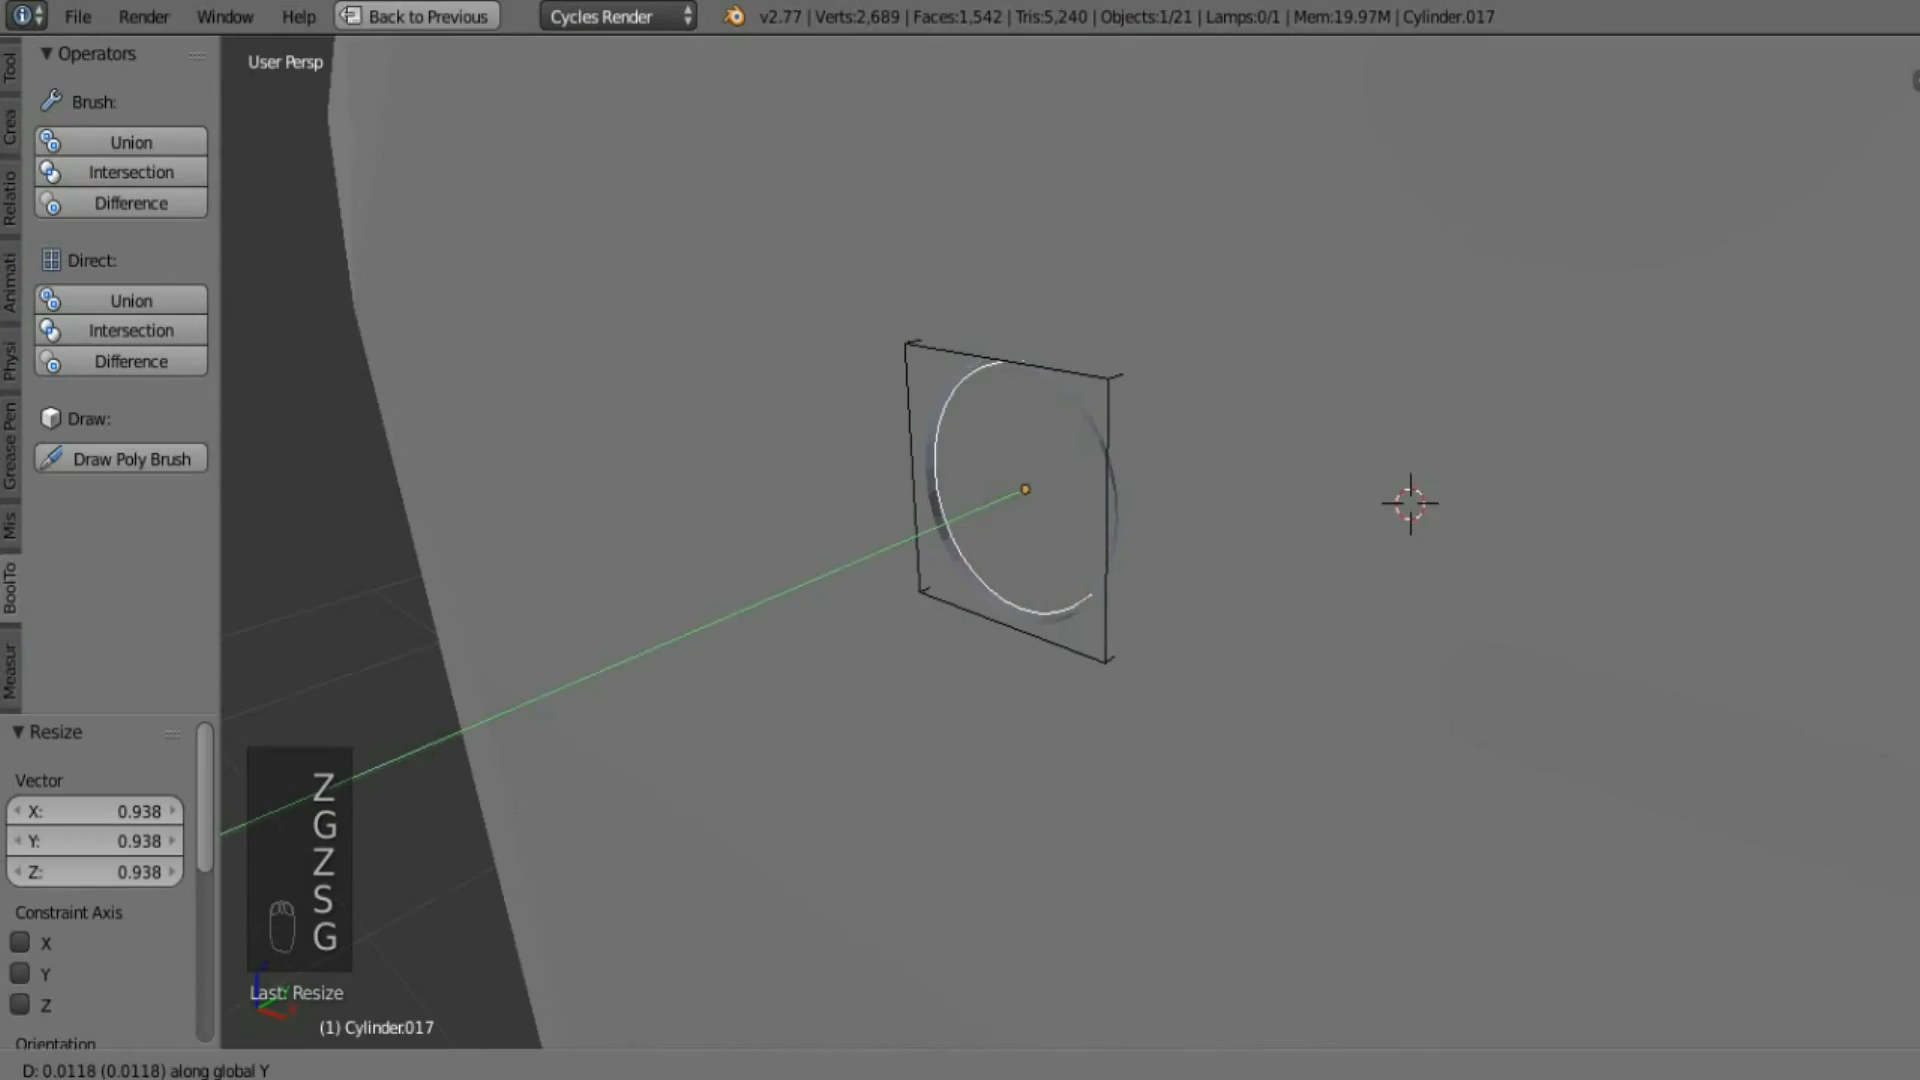 File Render Window Help Back to Previous Cycles Render v2.77 | Verts:2,689 | Faces:1,542 | Tris:5,240 | Objects:1/21 | Lamps:0/1 | Mem:19.97M | Cylinder.017
Operators
User Persp
Brush:
Union
Intersection
Difference
Direct:
Union
Intersection
Difference
Draw:
Draw Poly Brush
Tool
Crea
Relatio
Animati
Physi
Grease Pen
Mis
BoolTo
Measur
Resize
Vector
X: 0.938
Y: 0.938
Z: 0.938
Constraint Axis
X
Y
Z
Orientation
Z
G
Z
S
G
Last: Resize
(1) Cylinder.017
D: 0.0118 (0.0118) along global Y